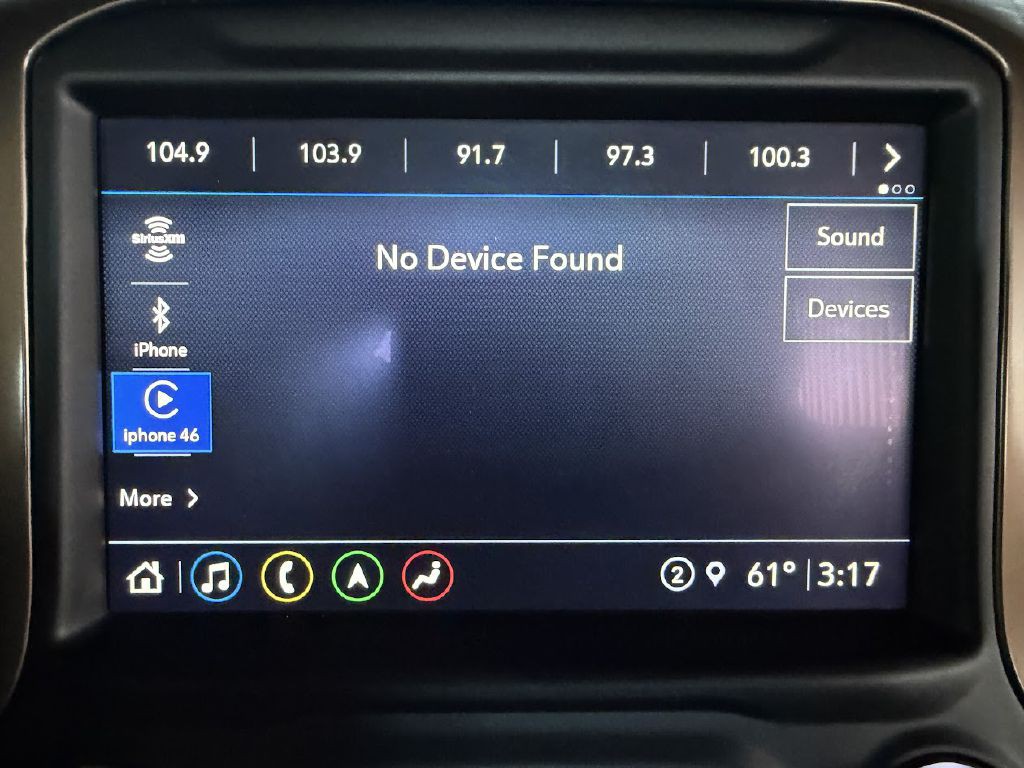 104.9 | 103.9 | 91.7 | 97.3 | 100.3 |
SiriusXM
No Device Found
Sound
Devices
iPhone
Iphone 46
More
2 61° | 3:17